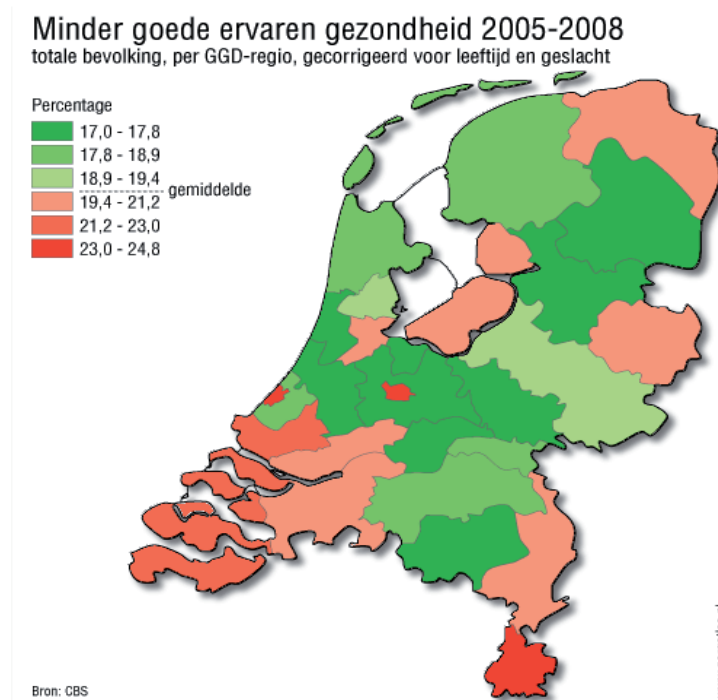 Minder goede ervaren gezondheid 2005-2008
totale bevolking, per GGD-regio, gecorrigeerd voor leeftijd en geslacht
Percentage
17,0 - 17,8
17,8 - 18,9
18,9 - 19,4
gemiddelde
19,4 - 21,2
21,2 - 23,0
23,0 - 24,8
Bron: CBS